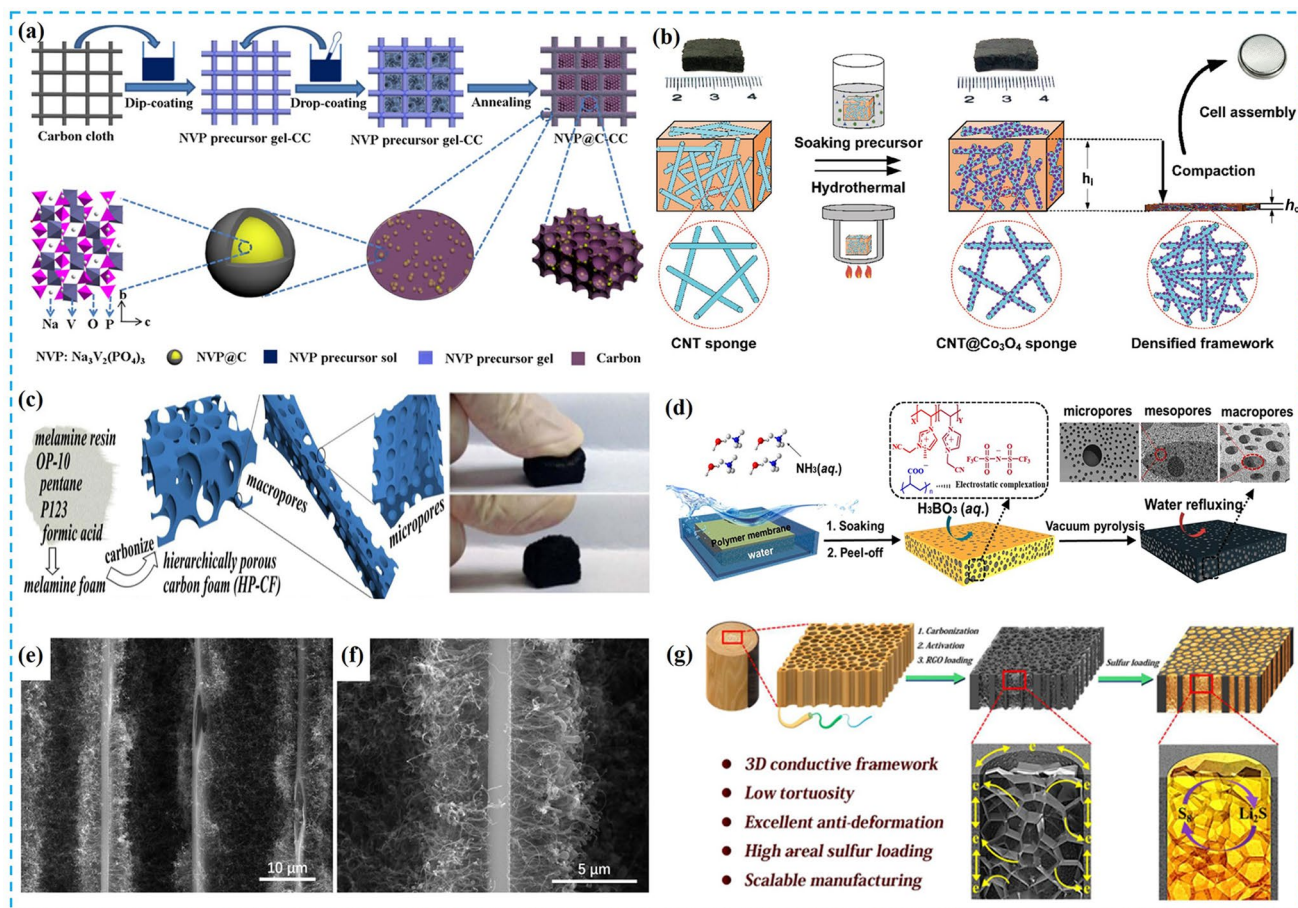 (a)
Dip-coating
Drop-coating
Annealing
Carbon cloth
NVP precursor gel-CC
NVP precursor gel-CC
NVP@C-CC
b
c
Na V O P
NVP: Na₃V₂(PO₄)₃
NVP@C
NVP precursor sol
NVP precursor gel
Carbon
(b)
2 3 4
2 3 4
Soaking precursor
Hydrothermal
Cell assembly
Compaction
hᵢ
CNT sponge
CNT@Co₃O₄ sponge
Densified framework
(c)
melamine resin
OP-10
pentane
P123
formic acid
melamine foam
carbonize
hierarchically porous
carbon foam (HP-CF)
macropores
micropores
(d)
NH₃(aq.)
Polymer membrane
water
1. Soaking
2. Peel-off
X
Y
NC
CN
COO
n
F₃C-S-N-S-CF₃
O O
O O
Electrostatic complexation
H₃BO₃ (aq.)
Vacuum pyrolysis
micropores
mesopores
macropores
Water refluxing
(e)
10 µm
(f)
5 µm
(g)
1. Carbonization
2. Activation
3. RGO loading
Sulfur loading
• 3D conductive framework
• Low tortuosity
• Excellent anti-deformation
• High areal sulfur loading
• Scalable manufacturing
e
e
e
e
e
e
e
S₈
Li₂S